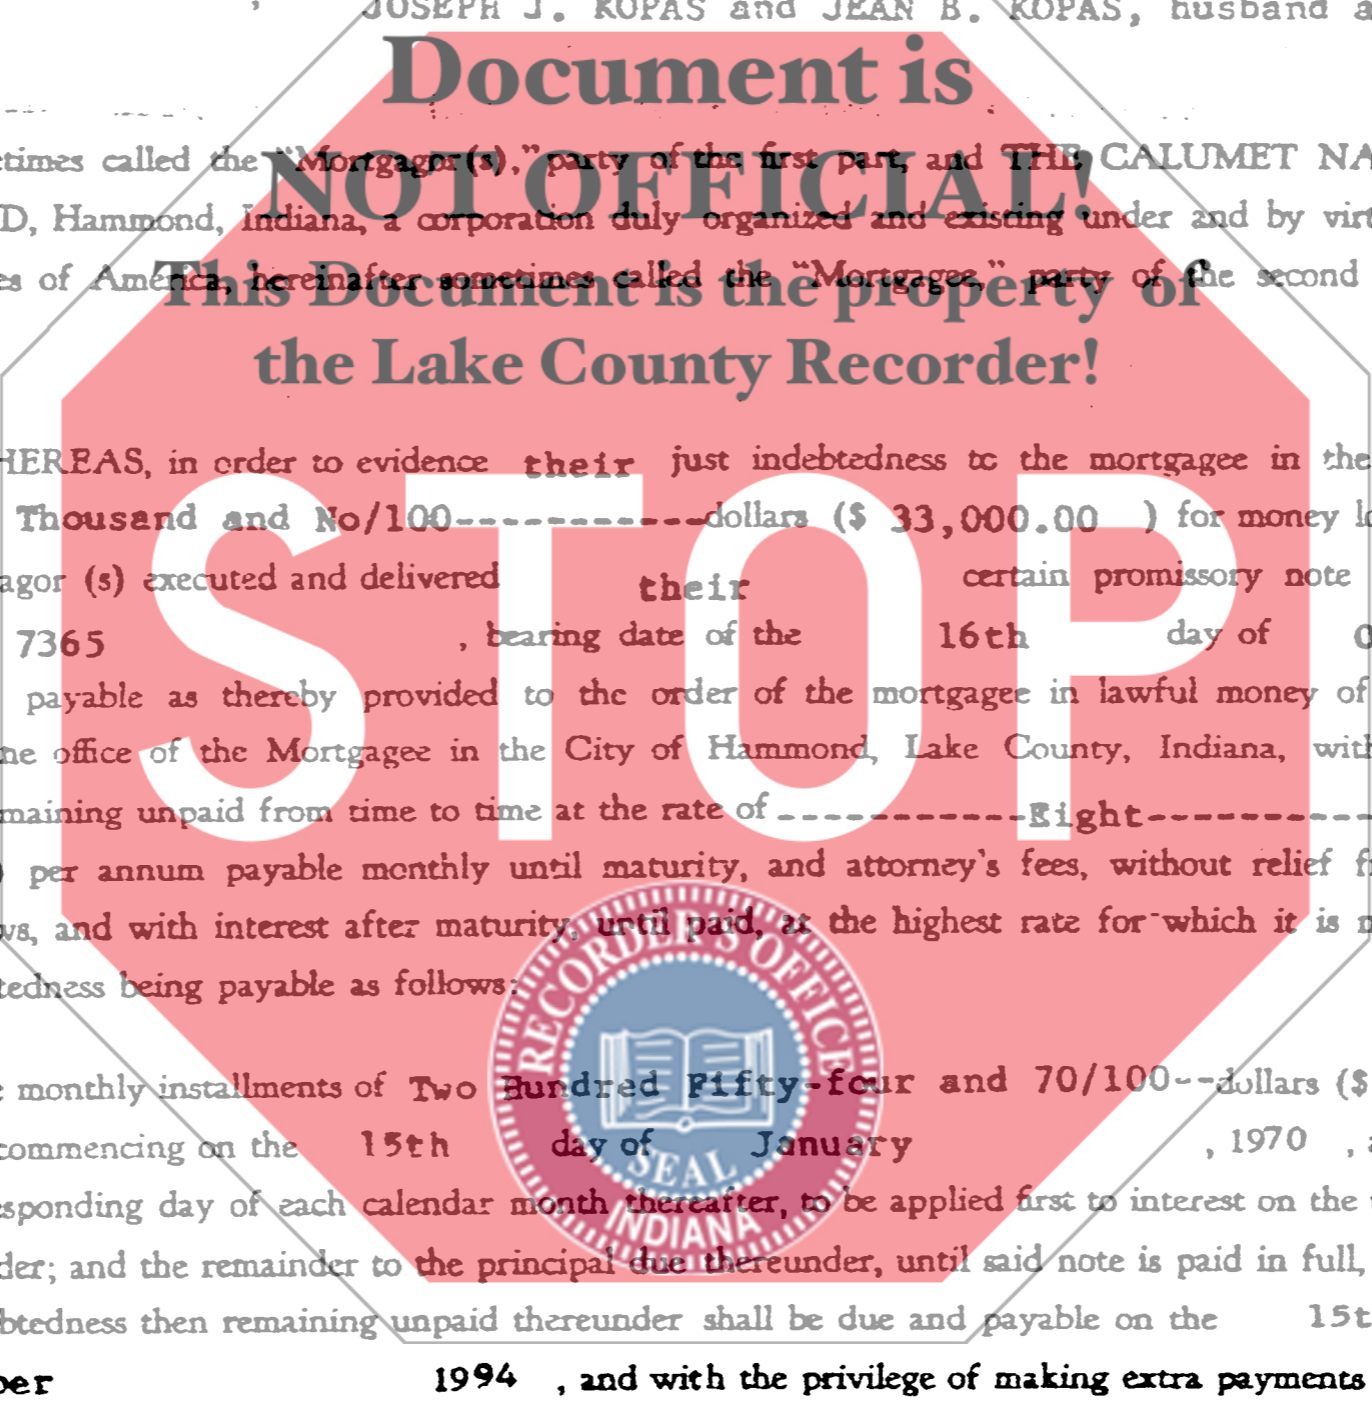 JOSEPH J. KOPAS and JEAN B. KOPAS, husband a
Document is
times called the "Mortgagor(s)," party of the first part, and THE CALUMET NA
NOT OFFICIAL!
D, Hammond, Indiana, a corporation duly organized and existing under and by virt
es of America, hereinafter sometimes called the "Mortgagee," party of the second
This Document is the property of
the Lake County Recorder!
HEREAS, in order to evidence their just indebtedness to the mortgagee in the
Thousand and No/100------------dollars ($ 33,000.00 ) for money l
agor (s) executed and delivered their certain promissory note
7365 , bearing date of the 16th day of O
payable as thereby provided to the order of the mortgagee in lawful money of
ne office of the Mortgagee in the City of Hammond, Lake County, Indiana, wit
maining unpaid from time to time at the rate of ------------Eight-----------
) per annum payable monthly until maturity, and attorney's fees, without relief f
ws, and with interest after maturity, until paid, at the highest rate for which it is
tedness being payable as follows:
STOP
RECORDER'S OFFICE
SEAL
INDIANA
monthly installments of Two Hundred Fifty-four and 70/100--dollars ($
commencing on the 15th day of January , 1970 , a
sponding day of each calendar month thereafter, to be applied first to interest on the
der; and the remainder to the principal due thereunder, until said note is paid in full,
btedness then remaining unpaid thereunder shall be due and payable on the 15t
ber 1994 , and with the privilege of making extra payments